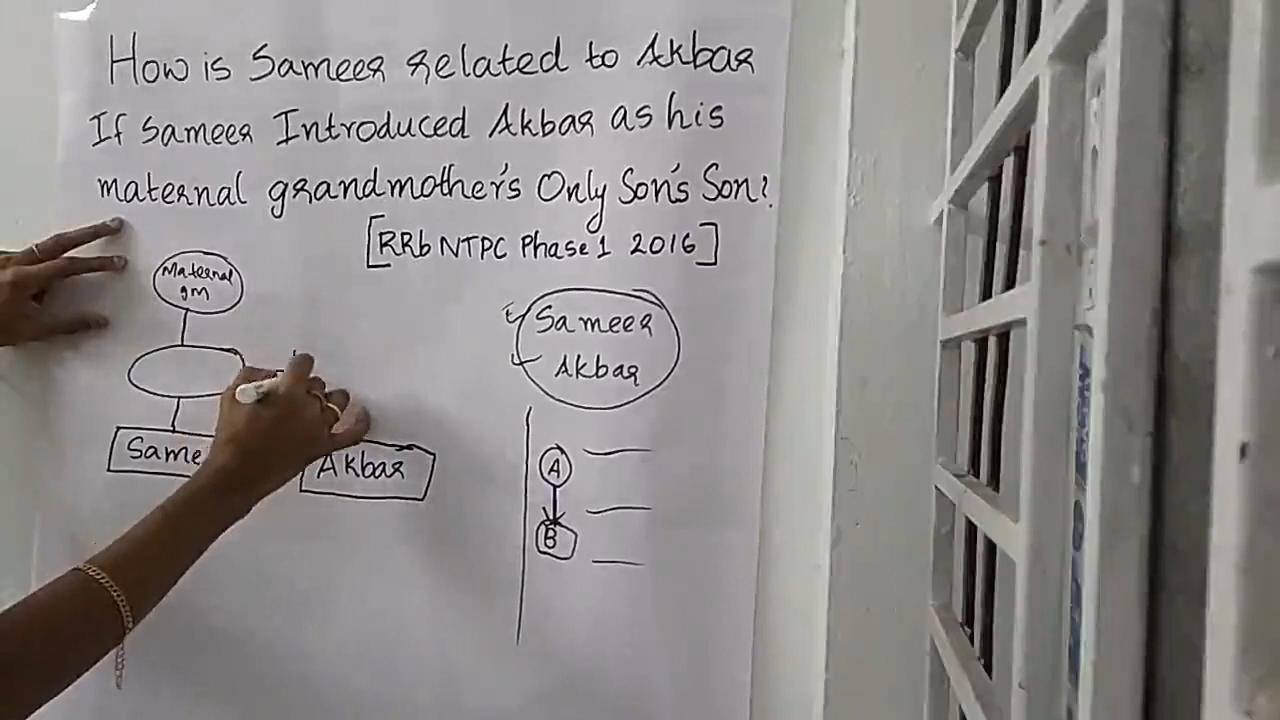 How is Sameer Related to Akbar
If Sameer Introduced Akbar as his
maternal grandmother's Only Son's Son?
[RRb NTPC Phase 1 2016]
Maternal
gm
Sameer
Akbar
Same
Akbar
A
B